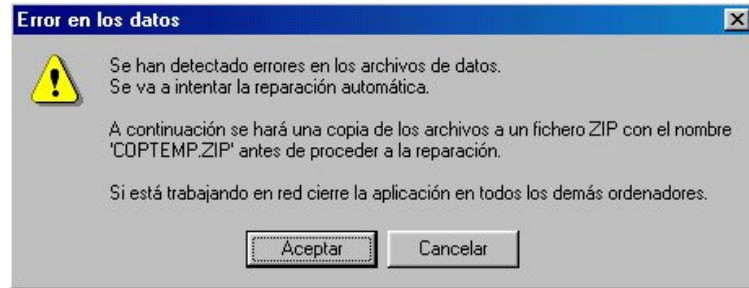 Error en los datos
Se han detectado errores en los archivos de datos.
Se va a intentar la reparación automática.
A continuación se hará una copia de los archivos a un fichero ZIP con el nombre
'COPTEMP.ZIP' antes de proceder a la reparación.
Si está trabajando en red cierre la aplicación en todos los demás ordenadores.
Aceptar
Cancelar